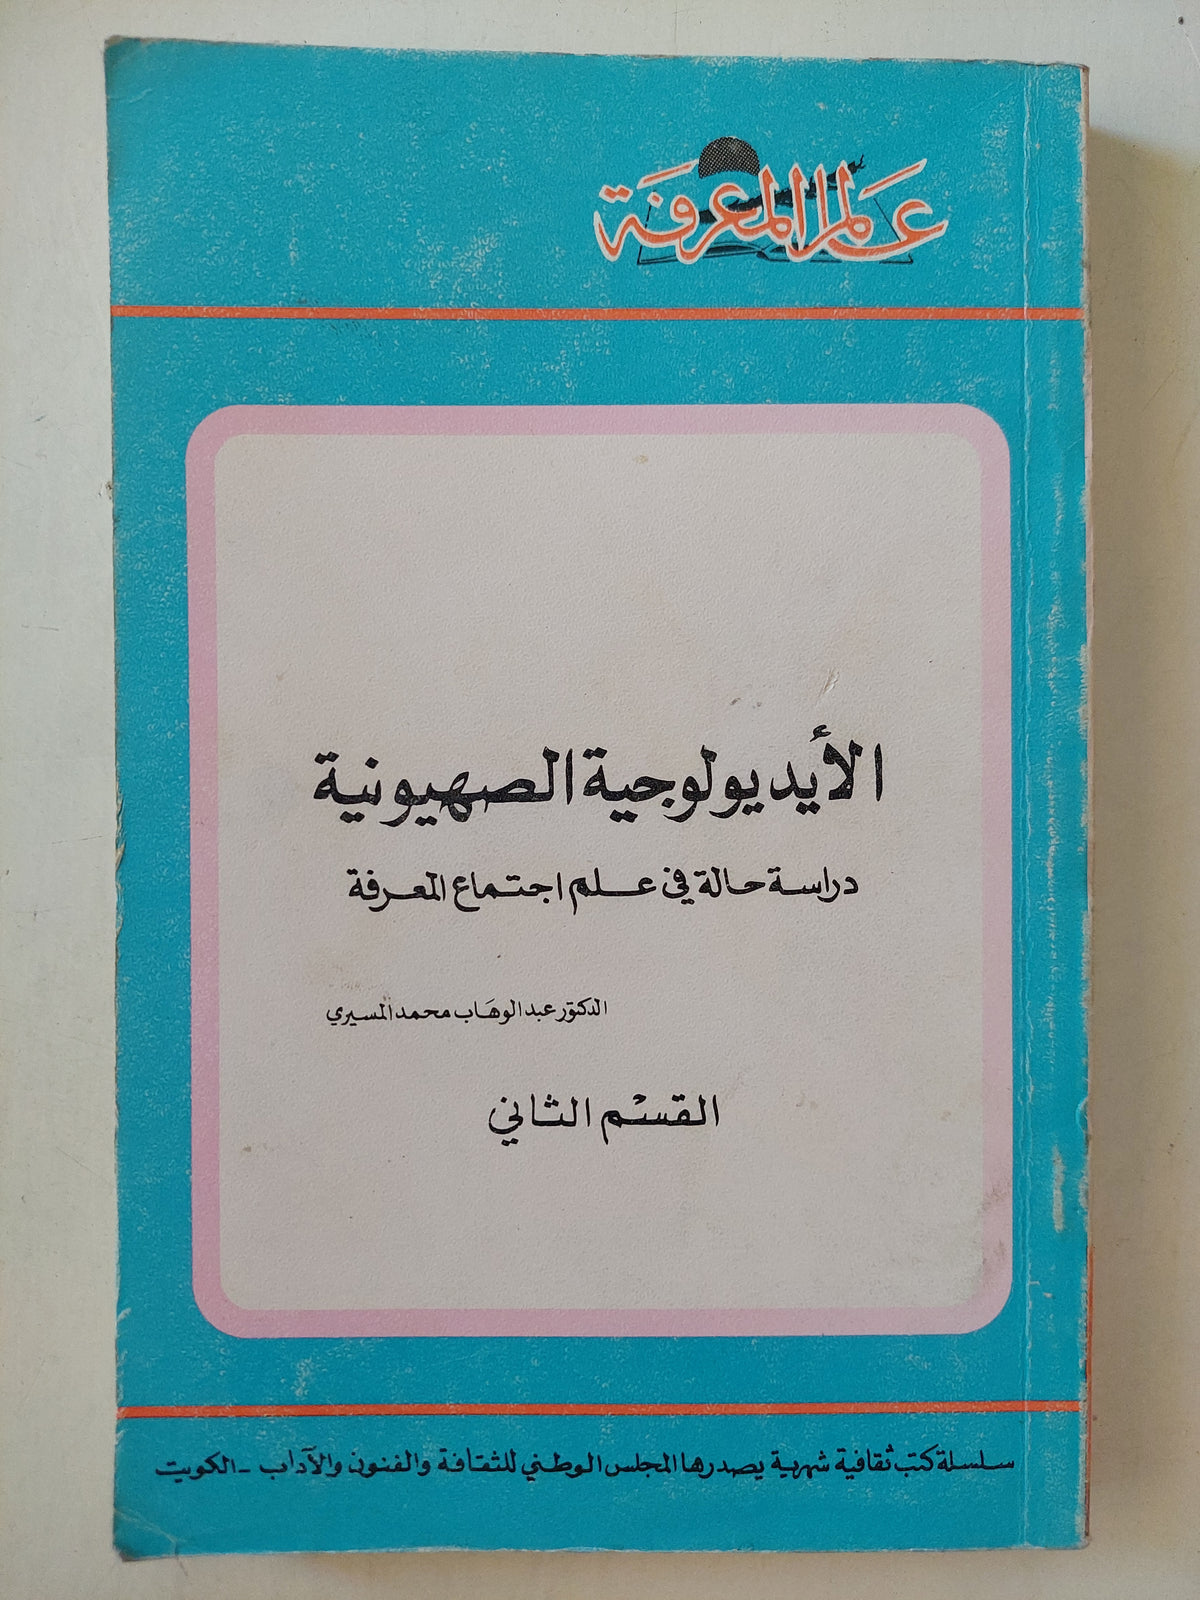 عالم المعرفة
الأيديولوجية الصهيونية
دراسة حالة في علم اجتماع المعرفة
الدكتور عبد الوهاب محمد المسيري
القسم الثاني
سلسلة كتب ثقافية شهرية يصدرها المجلس الوطني للثقافة والفنون والآداب - الكويت